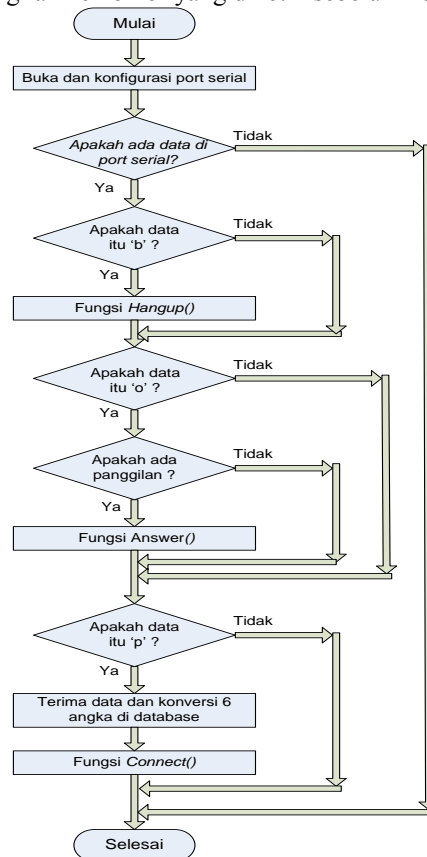 Mulai
Buka dan konfigurasi port serial
Apakah ada data di
port serial?
Tidak
Ya
Apakah data
itu 'b' ?
Tidak
Ya
Fungsi Hangup()
Apakah data
itu 'o' ?
Tidak
Ya
Apakah ada
panggilan ?
Tidak
Ya
Fungsi Answer()
Apakah data
itu 'p' ?
Tidak
Ya
Terima data dan konversi 6
angka di database
Fungsi Connect()
Selesai